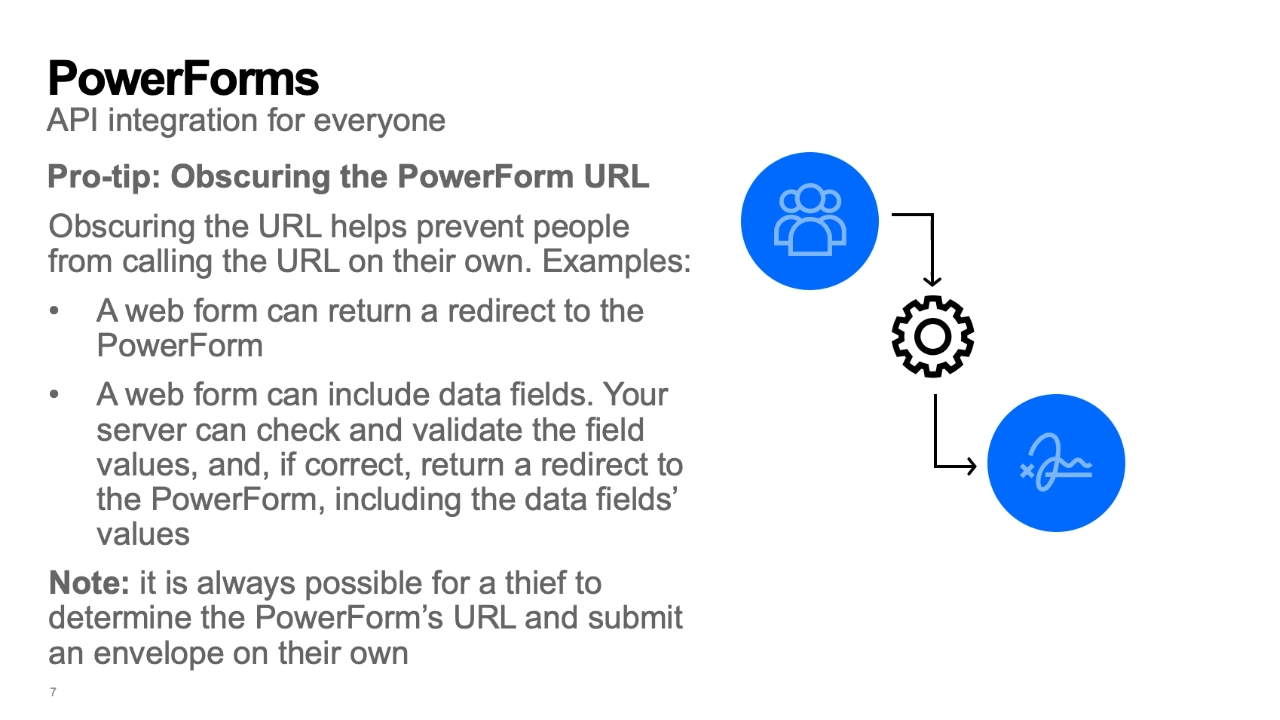 PowerForms
API integration for everyone
Pro-tip: Obscuring the PowerForm URL
Obscuring the URL helps prevent people
from calling the URL on their own. Examples:
• A web form can return a redirect to the
PowerForm
• A web form can include data fields. Your
server can check and validate the field
values, and, if correct, return a redirect to
the PowerForm, including the data fields’
values
Note: it is always possible for a thief to
determine the PowerForm’s URL and submit
an envelope on their own
7